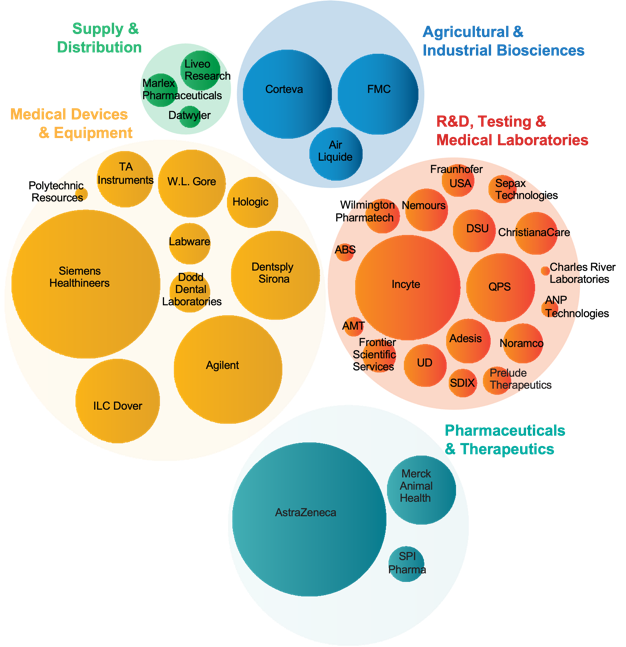 Supply &
Distribution
Liveo
Research
Marlex
Pharmaceuticals
Datwyler
Agricultural &
Industrial Biosciences
Corteva
FMC
Air
Liquide
Medical Devices
& Equipment
TA
Instruments
Polytechnic
Resources
W.L. Gore
Hologic
Labware
Siemens
Healthineers
Dodd
Dental
Laboratories
Dentsply
Sirona
Agilent
ILC Dover
R&D, Testing &
Medical Laboratories
Fraunhofer
USA
Sepax
Technologies
Wilmington
Pharmatech
Nemours
DSU
ChristianaCare
ABS
Incyte
QPS
Charles River
Laboratories
ANP
Technologies
AMT
Frontier
Scientific
Services
UD
Adesis
Noramco
SDIX
Prelude
Therapeutics
Pharmaceuticals
& Therapeutics
AstraZeneca
Merck
Animal
Health
SPI
Pharma